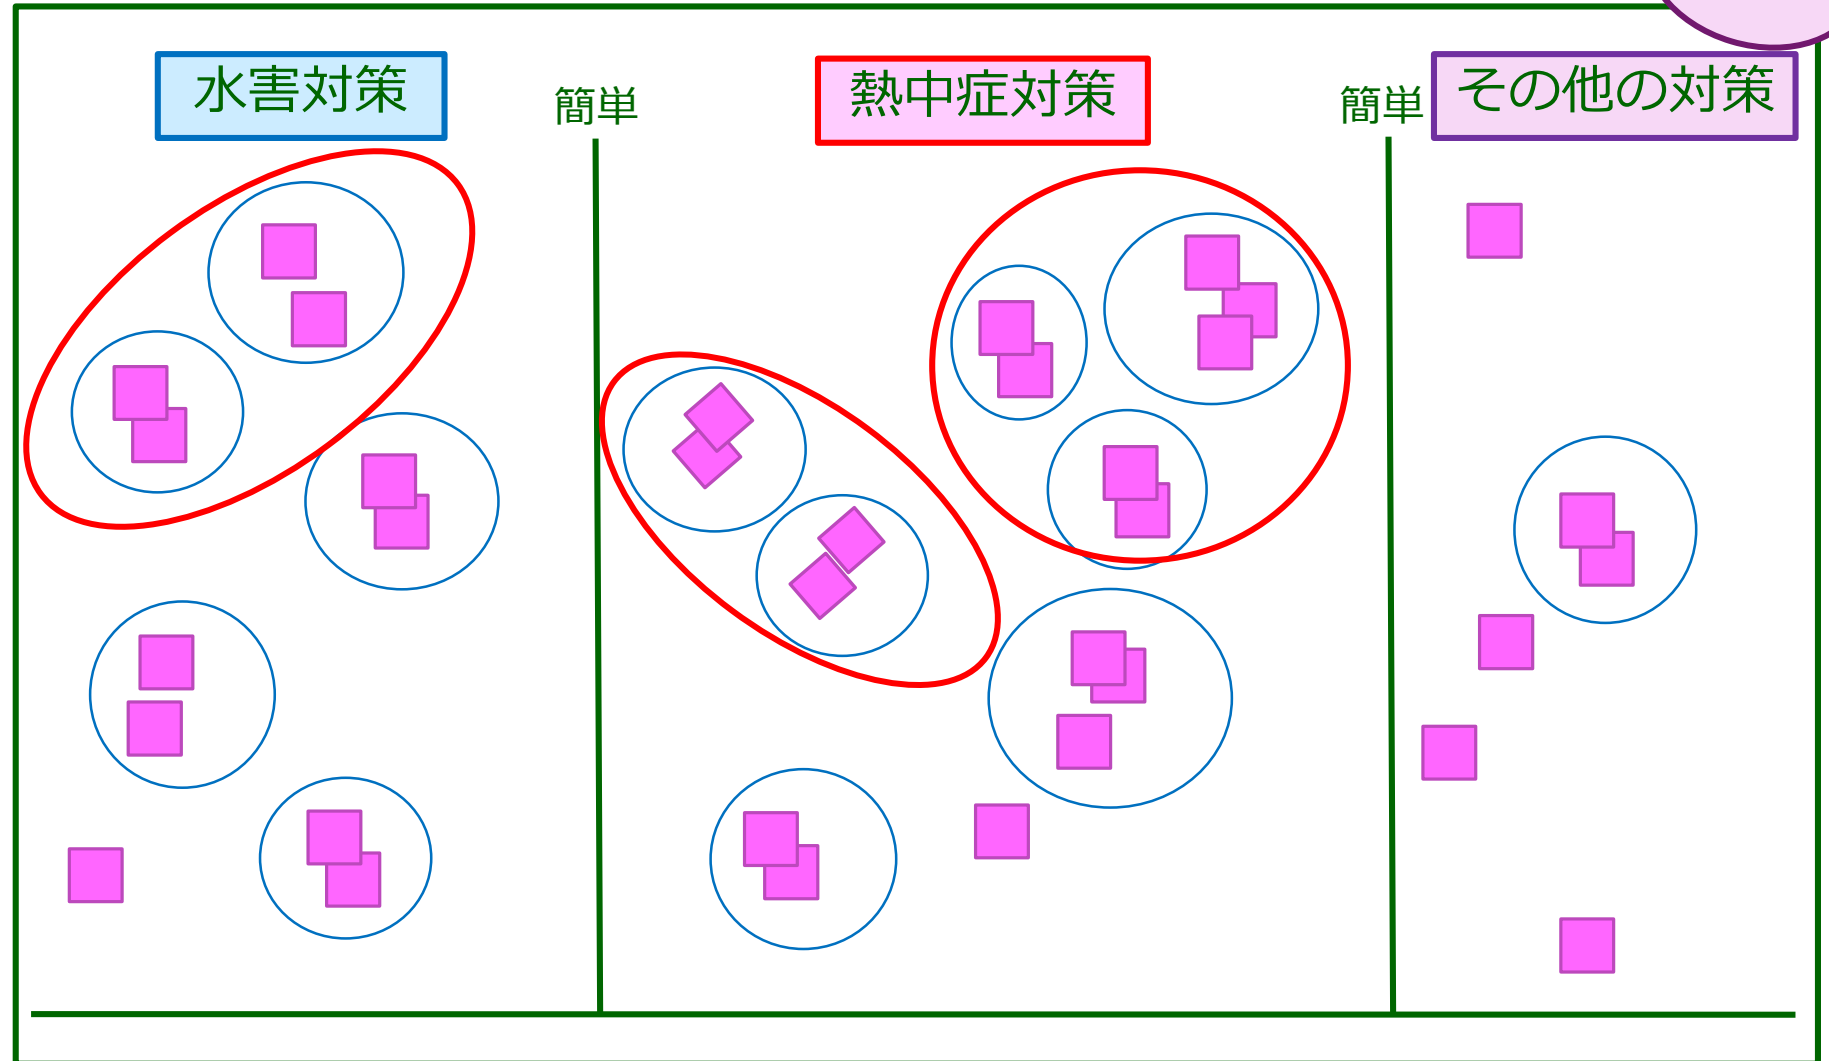 水害対策
簡単
熱中症対策
簡単
その他の対策